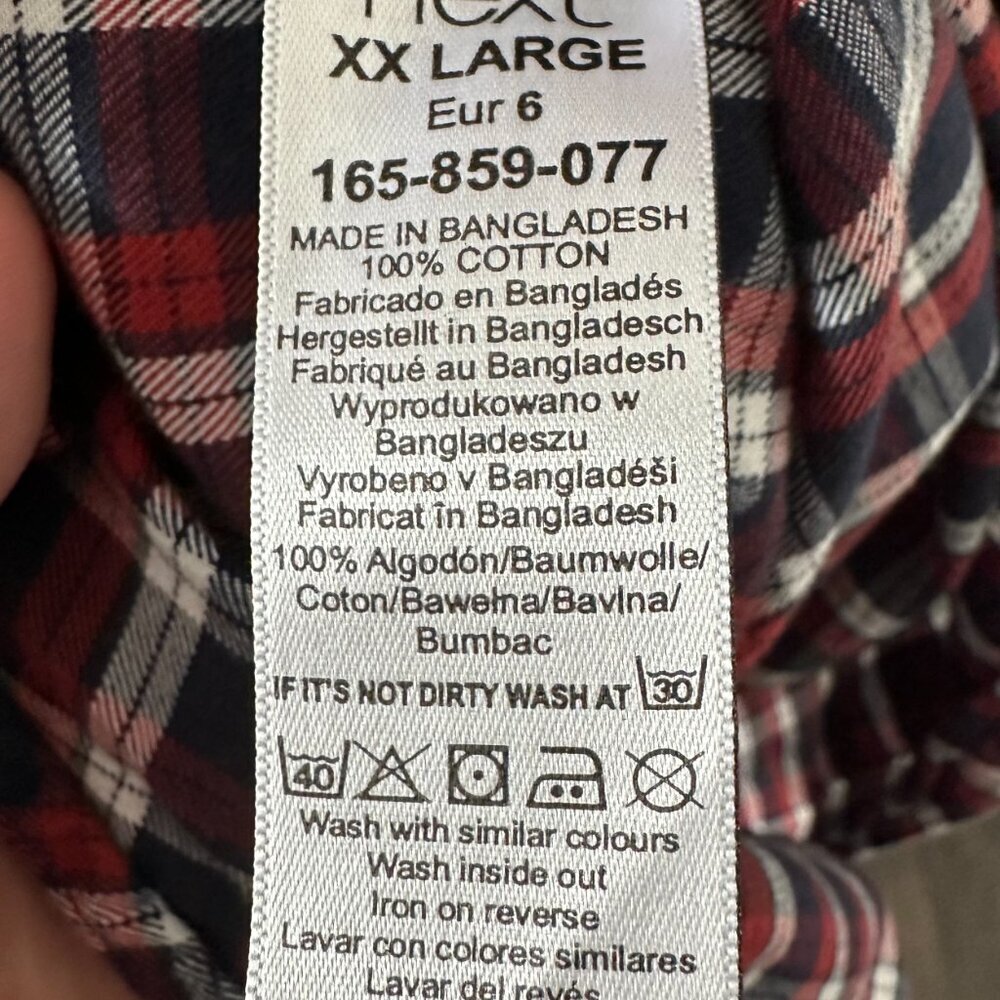 next
XX LARGE
Eur 6
165-859-077
MADE IN BANGLADESH
100% COTTON
Fabricado en Bangladés
Hergestellt in Bangladesch
Fabriqué au Bangladesh
Wyprodukowano w
Bangladeszu
Vyrobeno v Bangladéši
Fabricat în Bangladesh
100% Algodón/Baumwolle/
Coton/Bawełna/Bavlna/
Bumbac
IF IT'S NOT DIRTY WASH AT 30
40
Wash with similar colours
Wash inside out
Iron on reverse
Lavar con colores similares
Lavar del revés